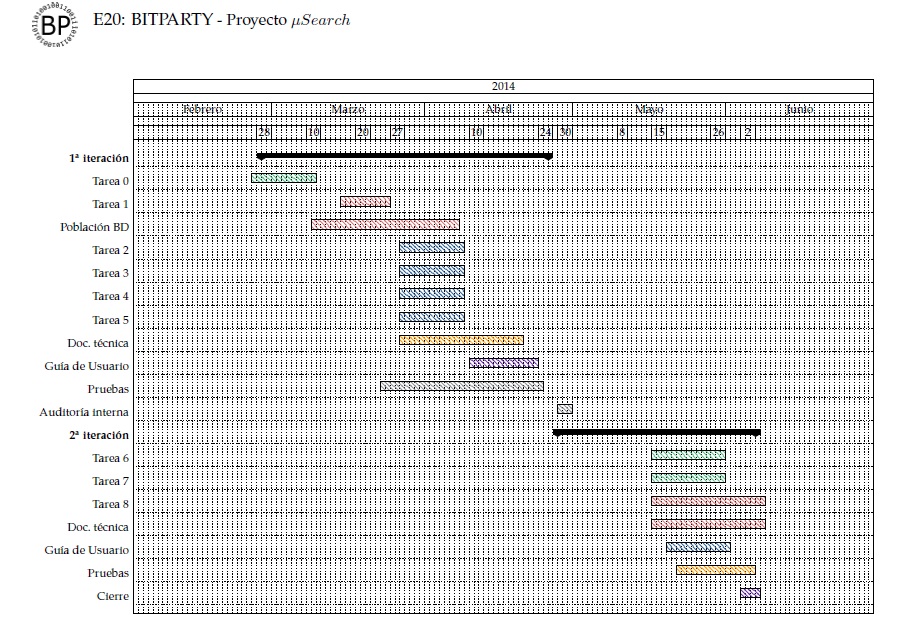 BP
E20: BITPARTY - Proyecto μSearch
2014
Febrero Marzo Abril Mayo Junio
28 10 20 27 10 24 30 8 15 26 2
1ª iteración
Tarea 0
Tarea 1
Población BD
Tarea 2
Tarea 3
Tarea 4
Tarea 5
Doc. técnica
Guía de Usuario
Pruebas
Auditoría interna
2ª iteración
Tarea 6
Tarea 7
Tarea 8
Doc. técnica
Guía de Usuario
Pruebas
Cierre